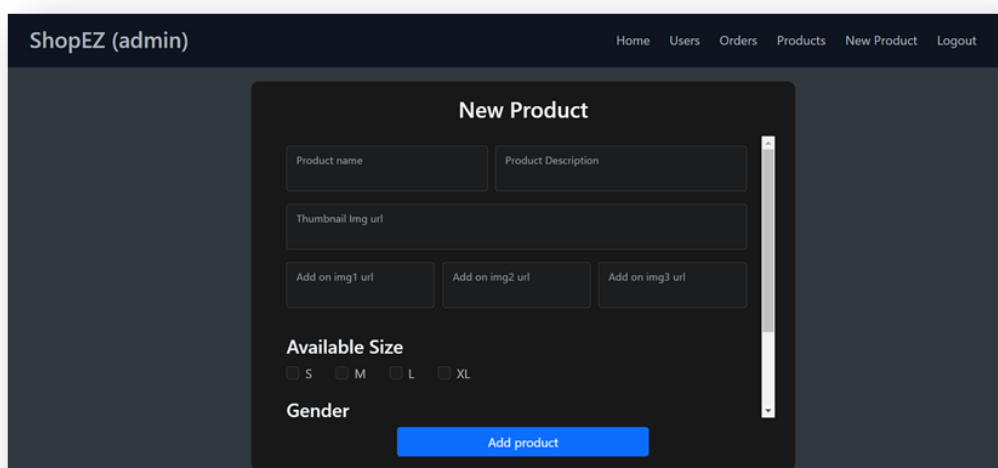 ShopEZ (admin)
Home Users Orders Products New Product Logout
New Product
Product name Product Description
Thumbnail Img url
Add on img1 url Add on img2 url Add on img3 url
Available Size
S M L XL
Gender
Add product